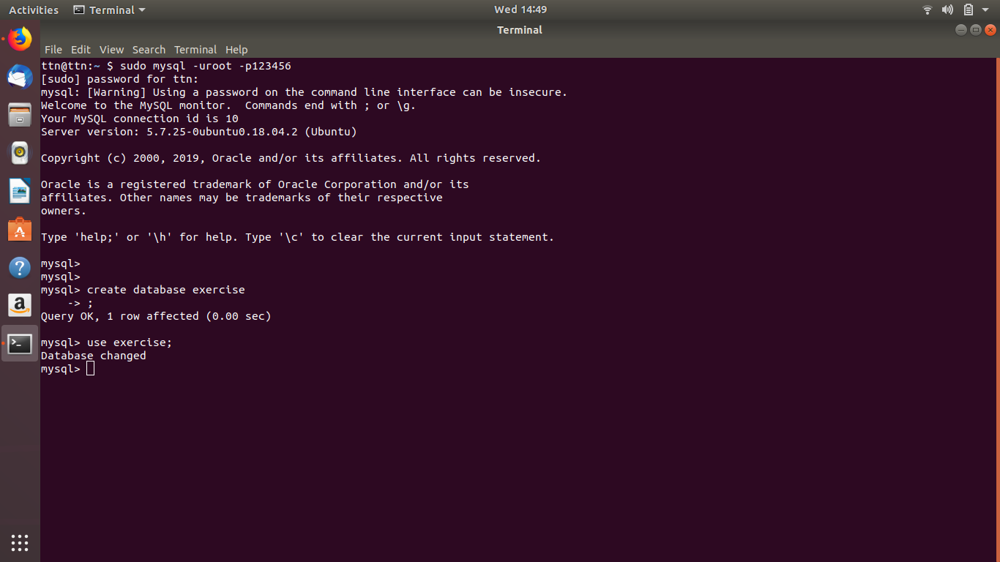 Activities Terminal Wed 14:49
Terminal
File Edit View Search Terminal Help
ttn@ttn:~ $ sudo mysql -uroot -p123456
[sudo] password for ttn:
mysql: [Warning] Using a password on the command line interface can be insecure.
Welcome to the MySQL monitor.  Commands end with ; or \g.
Your MySQL connection id is 10
Server version: 5.7.25-0ubuntu0.18.04.2 (Ubuntu)

Copyright (c) 2000, 2019, Oracle and/or its affiliates. All rights reserved.

Oracle is a registered trademark of Oracle Corporation and/or its
affiliates. Other names may be trademarks of their respective
owners.

Type 'help;' or '\h' for help. Type '\c' to clear the current input statement.

mysql>
mysql>
mysql> create database exercise
    -> ;
Query OK, 1 row affected (0.00 sec)

mysql> use exercise;
Database changed
mysql>